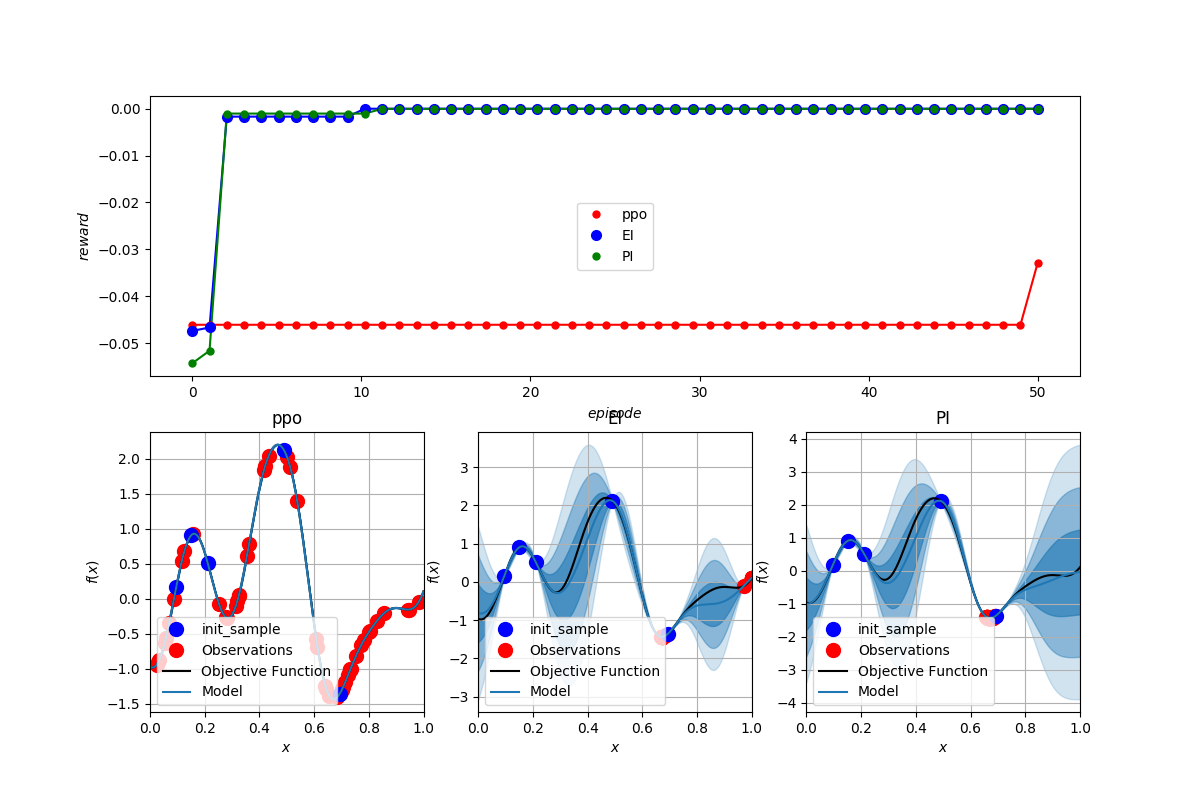 0.00
−0.01
−0.02
−0.03
−0.04
−0.05
reward
ppo
EI
PI
0 10 20 30 40 50
episode
ppo
EI
PI
2.0
1.5
1.0
0.5
0.0
−0.5
−1.0
−1.5
f(x)
init_sample
Observations
Objective Function
Model
0.0 0.2 0.4 0.6 0.8 1.0
x
3
2
1
0
−1
−2
−3
f(x)
init_sample
Observations
Objective Function
Model
0.0 0.2 0.4 0.6 0.8 1.0
x
4
3
2
1
0
−1
−2
−3
−4
f(x)
init_sample
Observations
Objective Function
Model
0.0 0.2 0.4 0.6 0.8 1.0
x